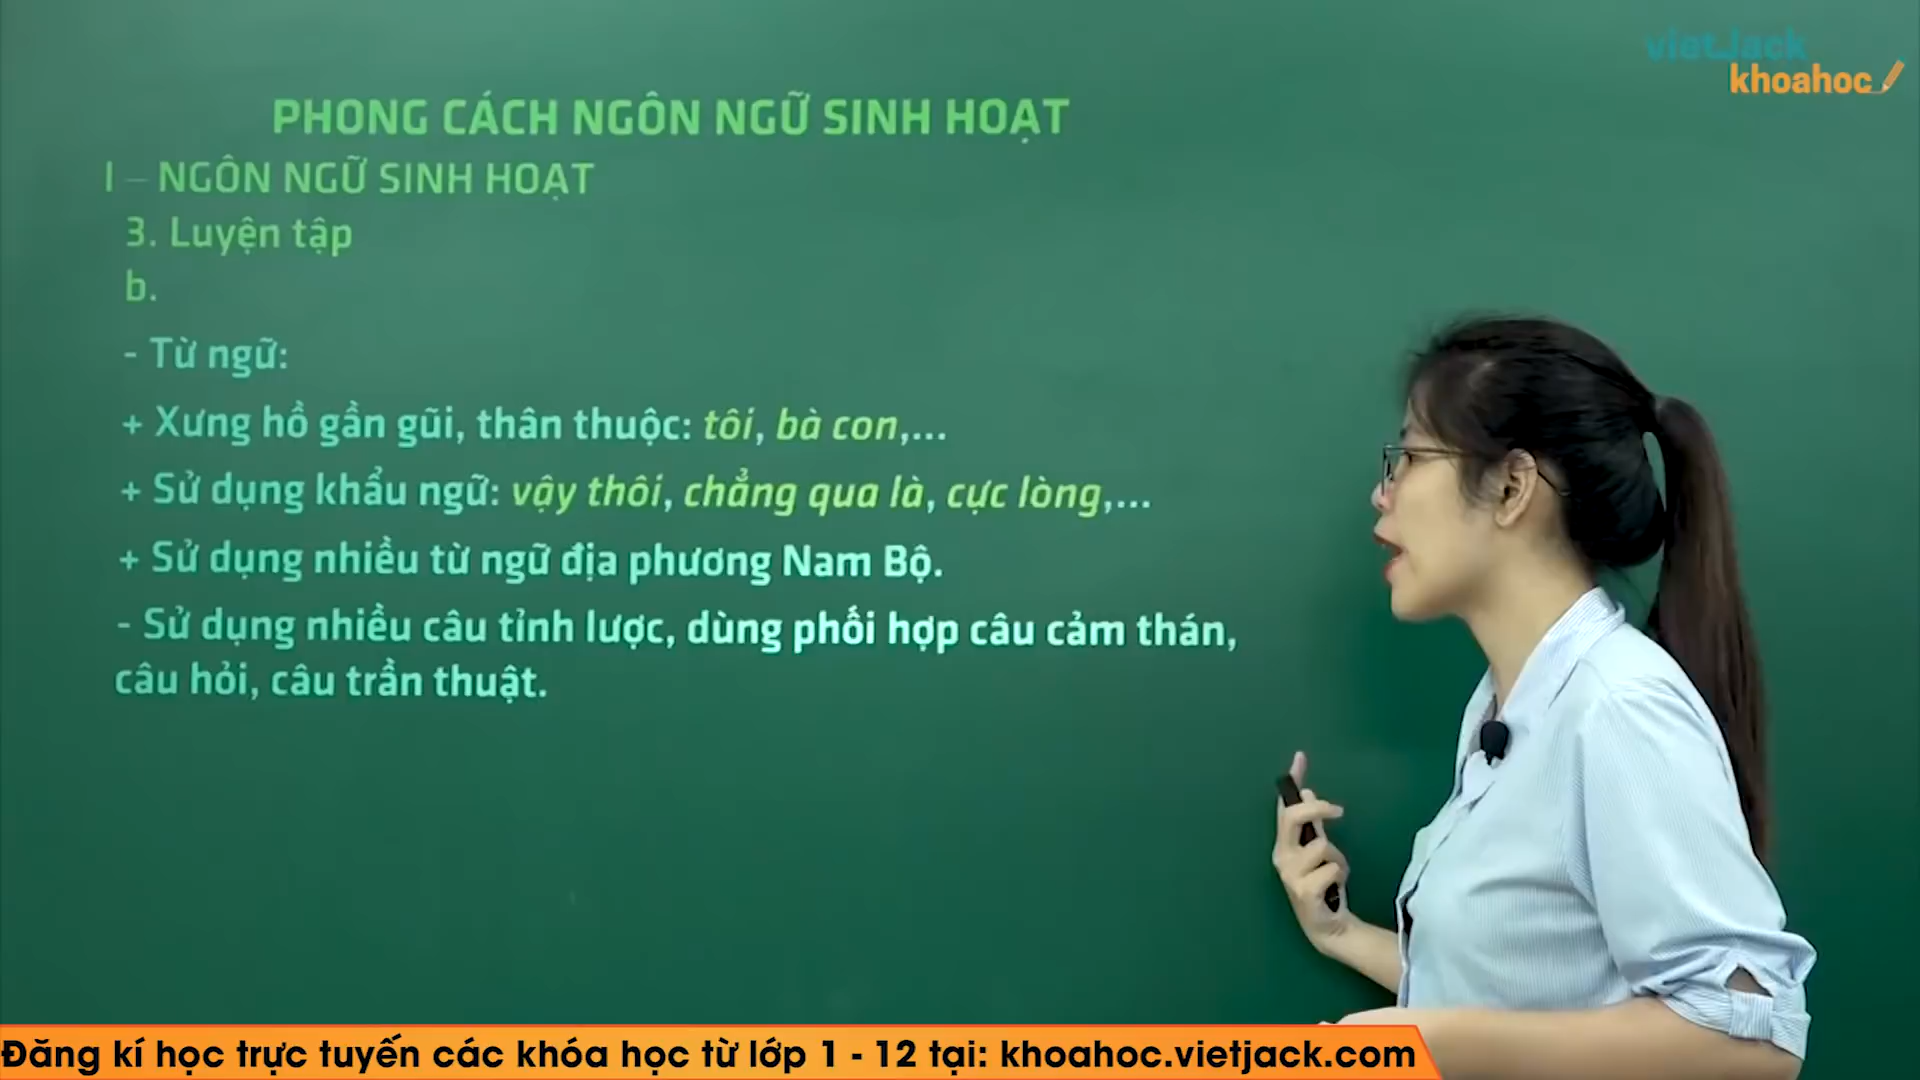 vietJack
khoahoc
PHONG CÁCH NGÔN NGỮ SINH HOẠT
I – NGÔN NGỮ SINH HOẠT
3. Luyện tập
b.
- Từ ngữ:
+ Xưng hồ gần gũi, thân thuộc: tôi, bà con,...
+ Sử dụng khẩu ngữ: vậy thôi, chẳng qua là, cực lòng,...
+ Sử dụng nhiều từ ngữ địa phương Nam Bộ.
- Sử dụng nhiều câu tỉnh lược, dùng phối hợp câu cảm thán,
câu hỏi, câu trần thuật.
Đăng kí học trực tuyến các khóa học từ lớp 1 - 12 tại: khoahoc.vietjack.com